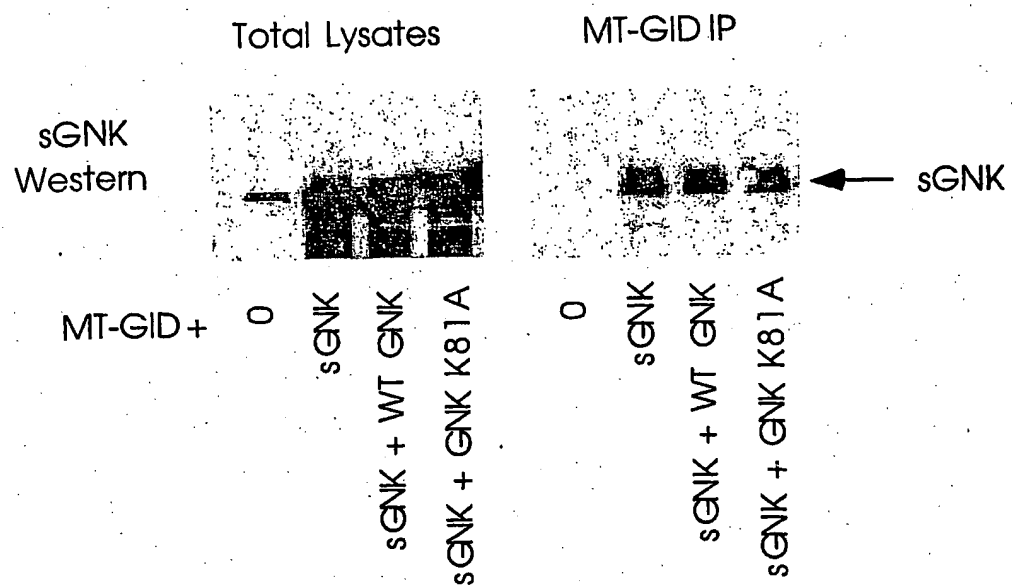 Total Lysates
MT-GID IP
sGNK
Western
sGNK
MT-GID +
0
sGNK
sGNK + WT GNK
sGNK + GNK K81A
0
sGNK
sGNK + WT GNK
sGNK + GNK K81A